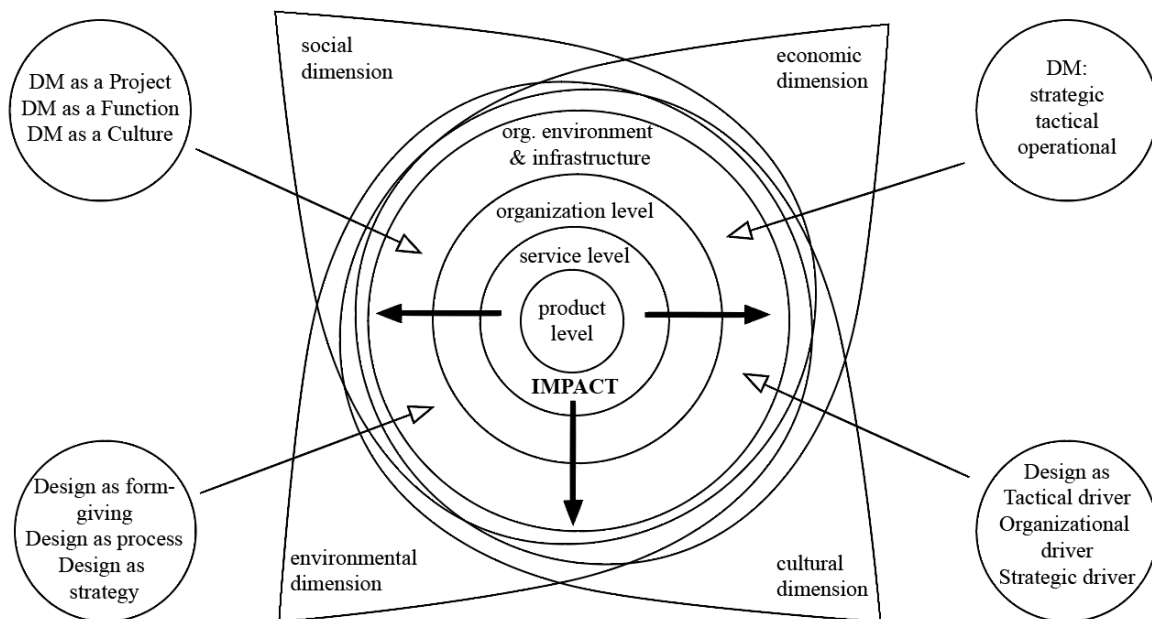 social
dimension
economic
dimension
DM as a Project
DM as a Function
DM as a Culture
DM:
strategic
tactical
operational
org. environment
& infrastructure
organization level
service level
product
level
IMPACT
Design as form-
giving
Design as process
Design as
strategy
Design as
Tactical driver
Organizational
driver
Strategic driver
environmental
dimension
cultural
dimension